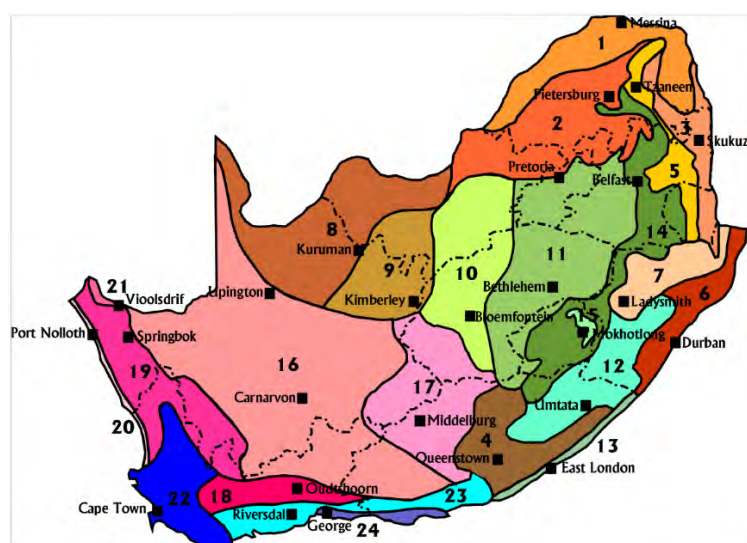 Messina
1
Tzaneen
Pietersburg
2
3
Skukuz
Pretoria
Belfast
5
8
14
21
Kuruman
9
10
11
7
Vioolsdrif
Upington
Bethlehem
6
Kimberley
Ladysmith
Port Nolloth
Springbok
Bloemfontein
15
Mokhotlong
Durban
19
16
17
12
Carnarvon
Umtata
20
Middelburg
4
13
Queenstown
East London
22
18
Oudtshoorn
23
Cape Town
Riversdal
George
24